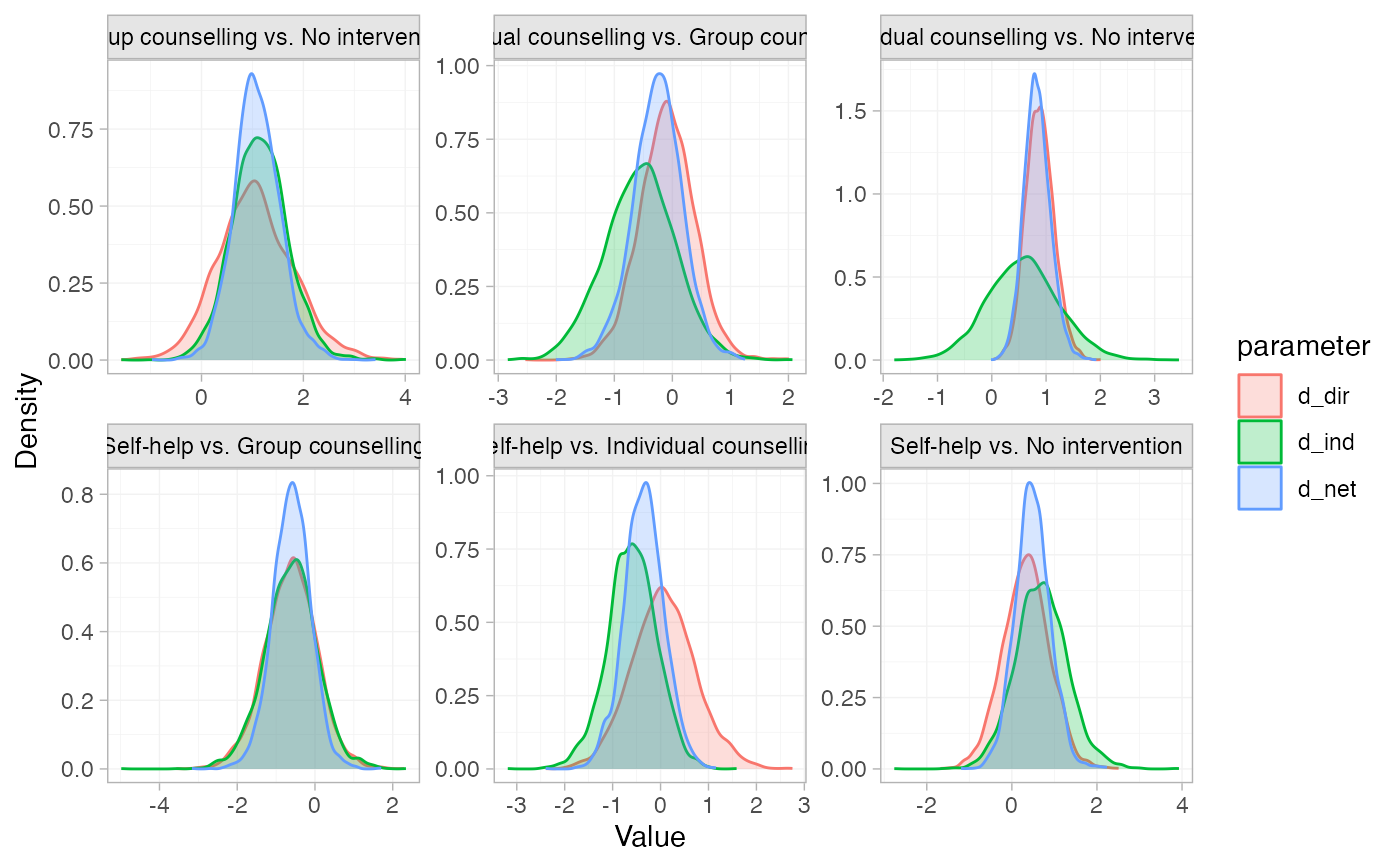 up counselling vs. No interven
ual counselling vs. Group coun
dual counselling vs. No interve
1.00
0.75
0.50
0.25
0.00
0 2 4
1.00
0.75
0.50
0.25
0.00
-3 -2 -1 0 1 2
1.5
1.0
0.5
0.0
-2 -1 0 1 2 3
Density
Self-help vs. Group counselling
elf-help vs. Individual counsellin
Self-help vs. No intervention
0.8
0.6
0.4
0.2
0.0
-4 -2 0 2
1.00
0.75
0.50
0.25
0.00
-3 -2 -1 0 1 2 3
1.00
0.75
0.50
0.25
0.00
-2 0 2 4
Value
parameter
d_dir
d_ind
d_net